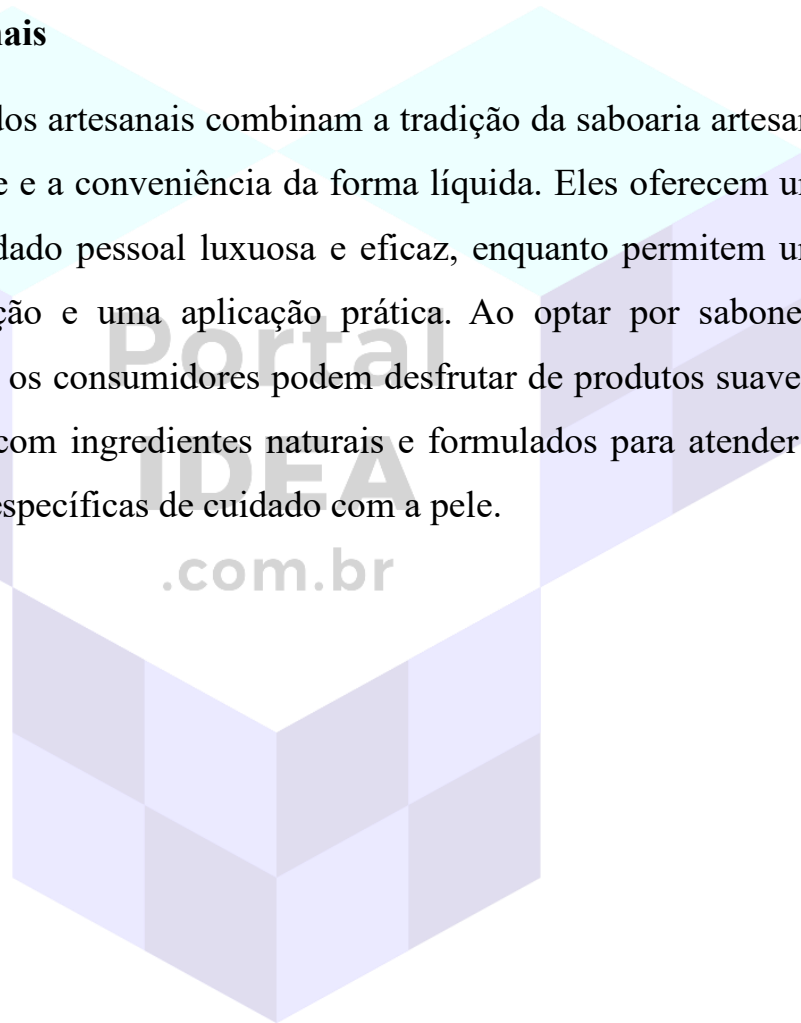 nais
dos artesanais combinam a tradição da saboaria artesan
e e a conveniência da forma líquida. Eles oferecem u
dado pessoal luxuosa e eficaz, enquanto permitem u
ção e uma aplicação prática. Ao optar por sabone
os consumidores podem desfrutar de produtos suave
com ingredientes naturais e formulados para atender
específicas de cuidado com a pele.
Portal
IDEA
.com.br